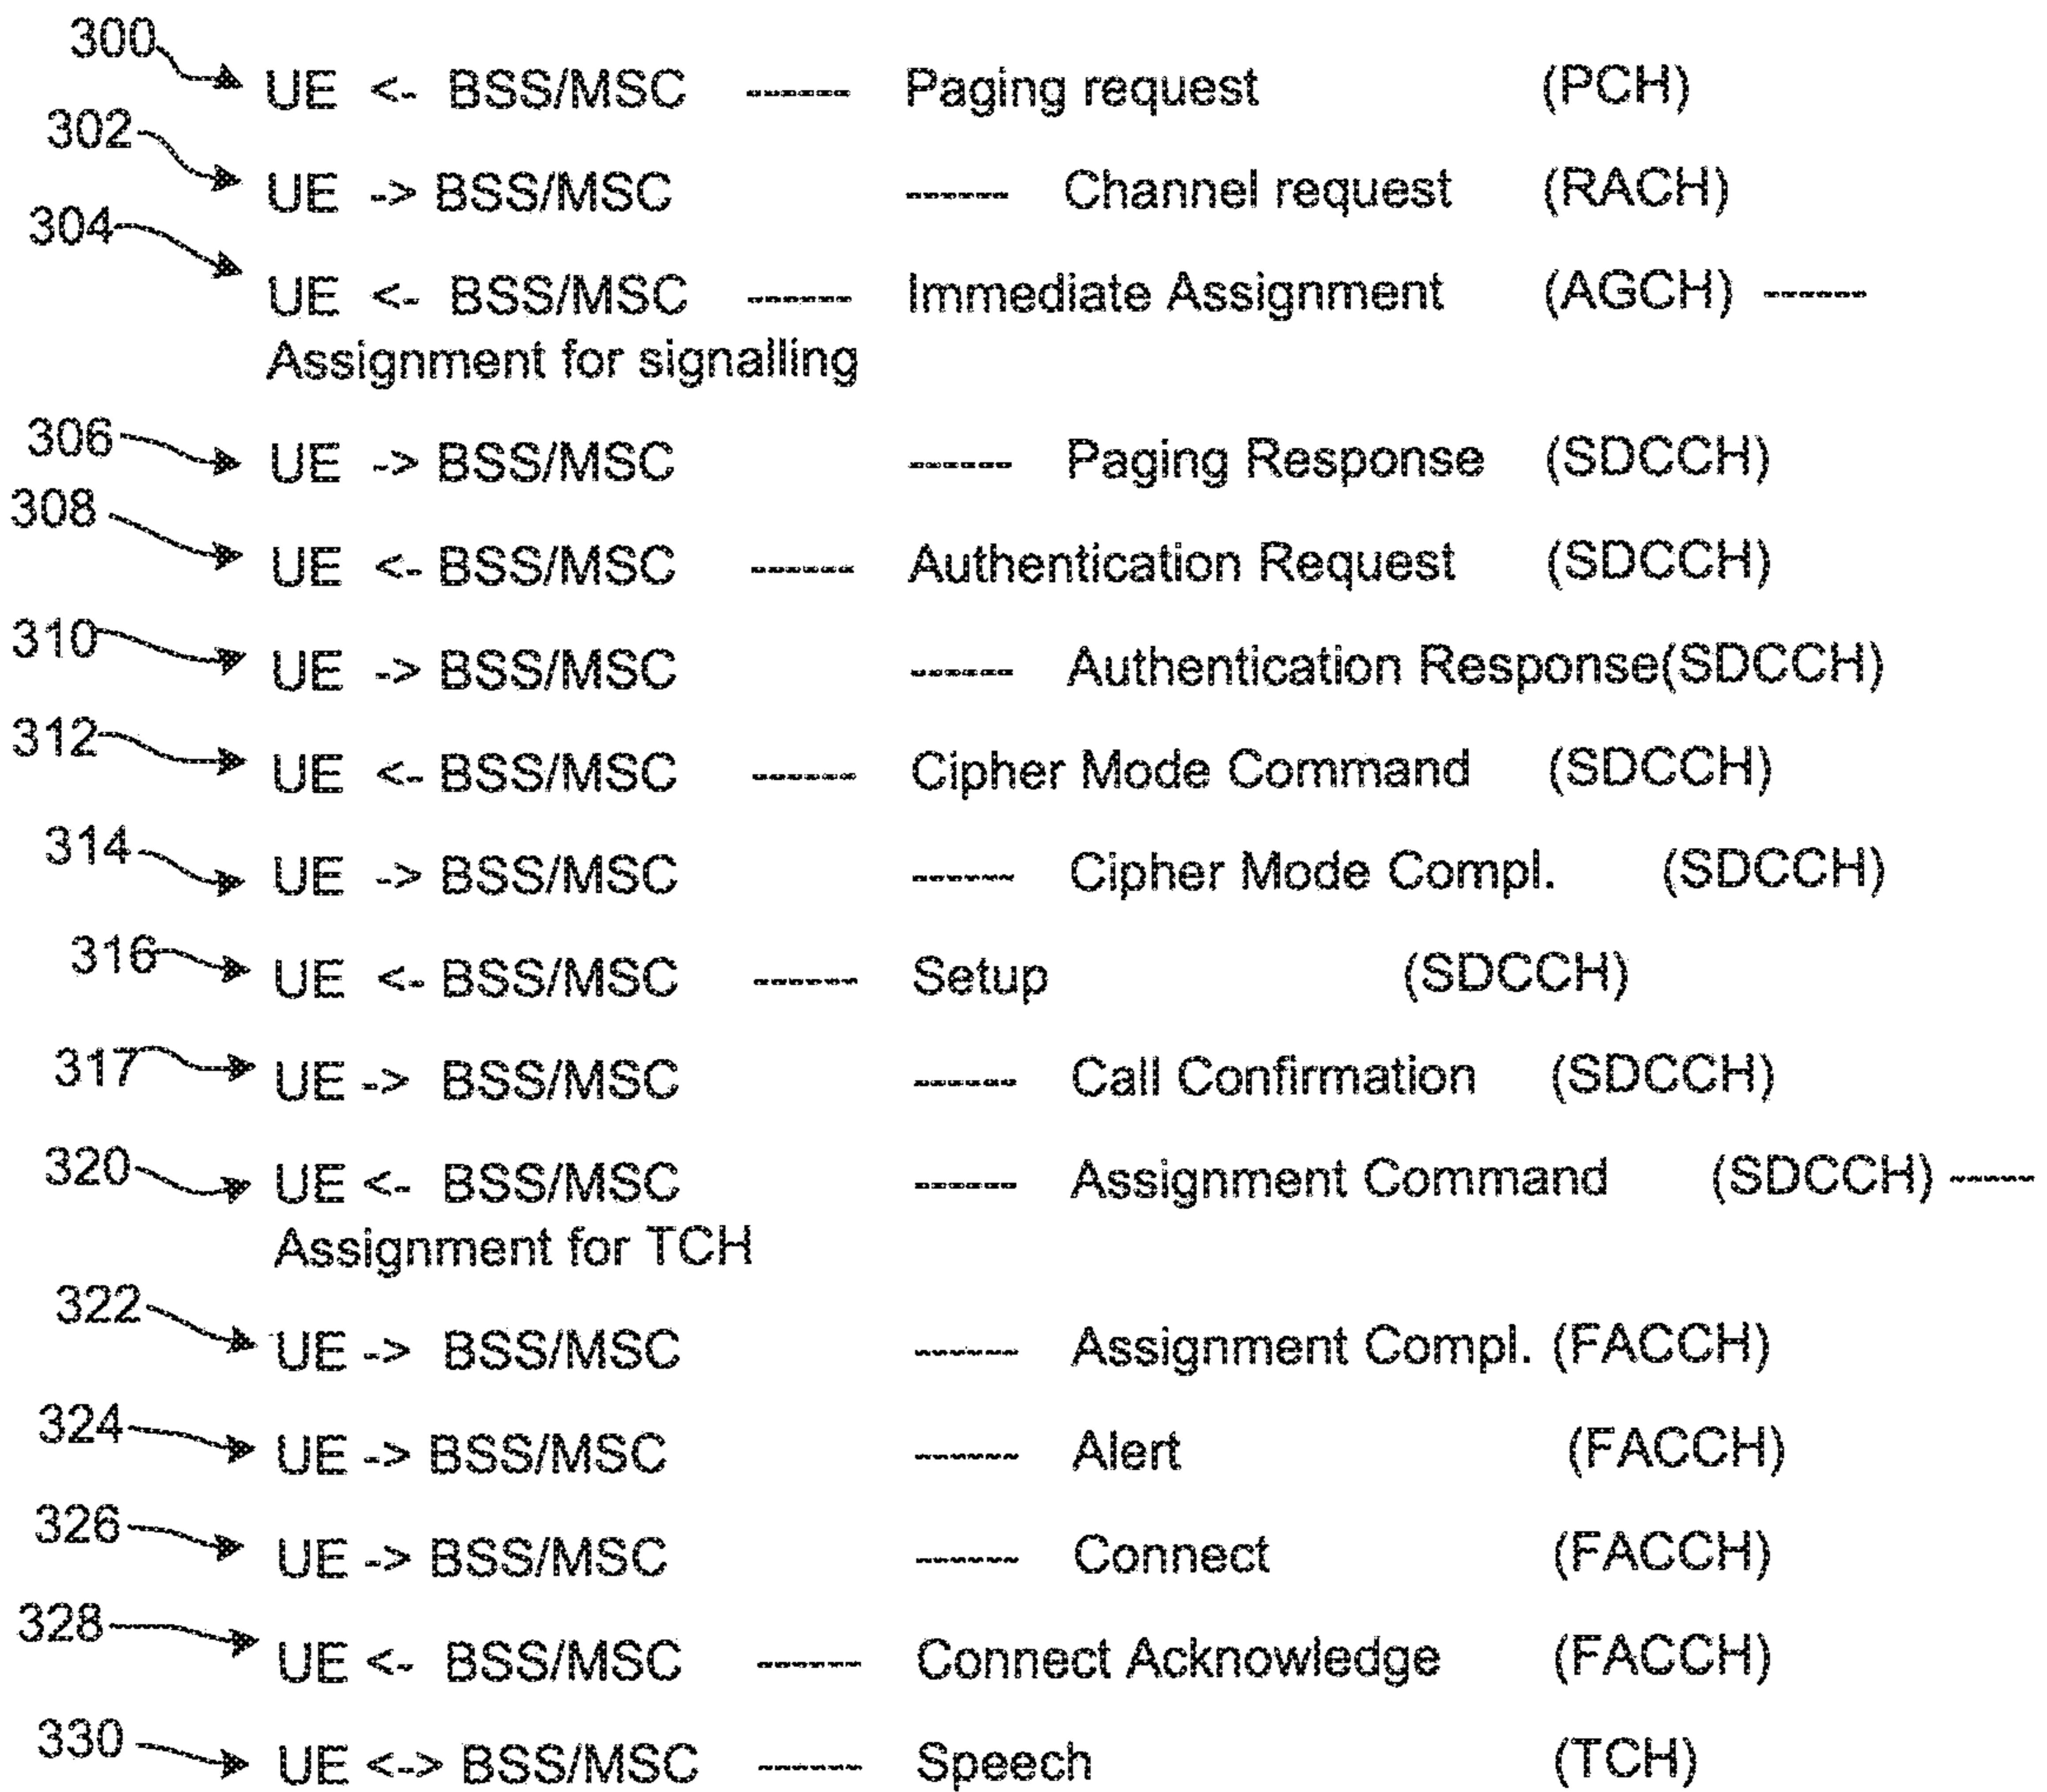 300 UE <- BSS/MSC ------ Paging request (PCH)
302 UE -> BSS/MSC ------ Channel request (RACH)
304 UE <- BSS/MSC ------ Immediate Assignment (AGCH) ------
Assignment for signalling
306 UE -> BSS/MSC ------ Paging Response (SDCCH)
308 UE <- BSS/MSC ------ Authentication Request (SDCCH)
310 UE -> BSS/MSC ------ Authentication Response(SDCCH)
312 UE <- BSS/MSC ------ Cipher Mode Command (SDCCH)
314 UE -> BSS/MSC ------ Cipher Mode Compl. (SDCCH)
316 UE <- BSS/MSC ------ Setup (SDCCH)
317 UE -> BSS/MSC ------ Call Confirmation (SDCCH)
320 UE <- BSS/MSC ------ Assignment Command (SDCCH) -----
Assignment for TCH
322 UE -> BSS/MSC ------ Assignment Compl. (FACCH)
324 UE -> BSS/MSC ------ Alert (FACCH)
326 UE -> BSS/MSC ------ Connect (FACCH)
328 UE <- BSS/MSC ------ Connect Acknowledge (FACCH)
330 UE <-> BSS/MSC ------ Speech (TCH)